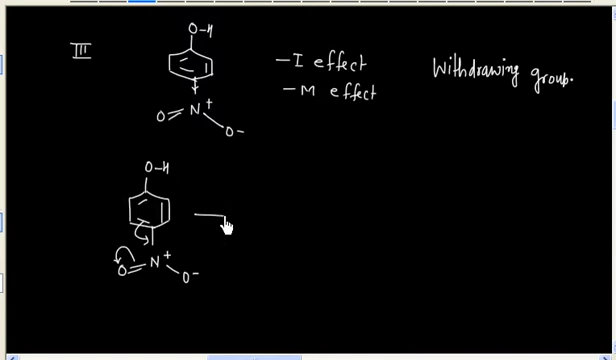 III
O-H
-I effect
-M effect
Withdrawing group.
O=N+
O-
O-H
O=N+
O-